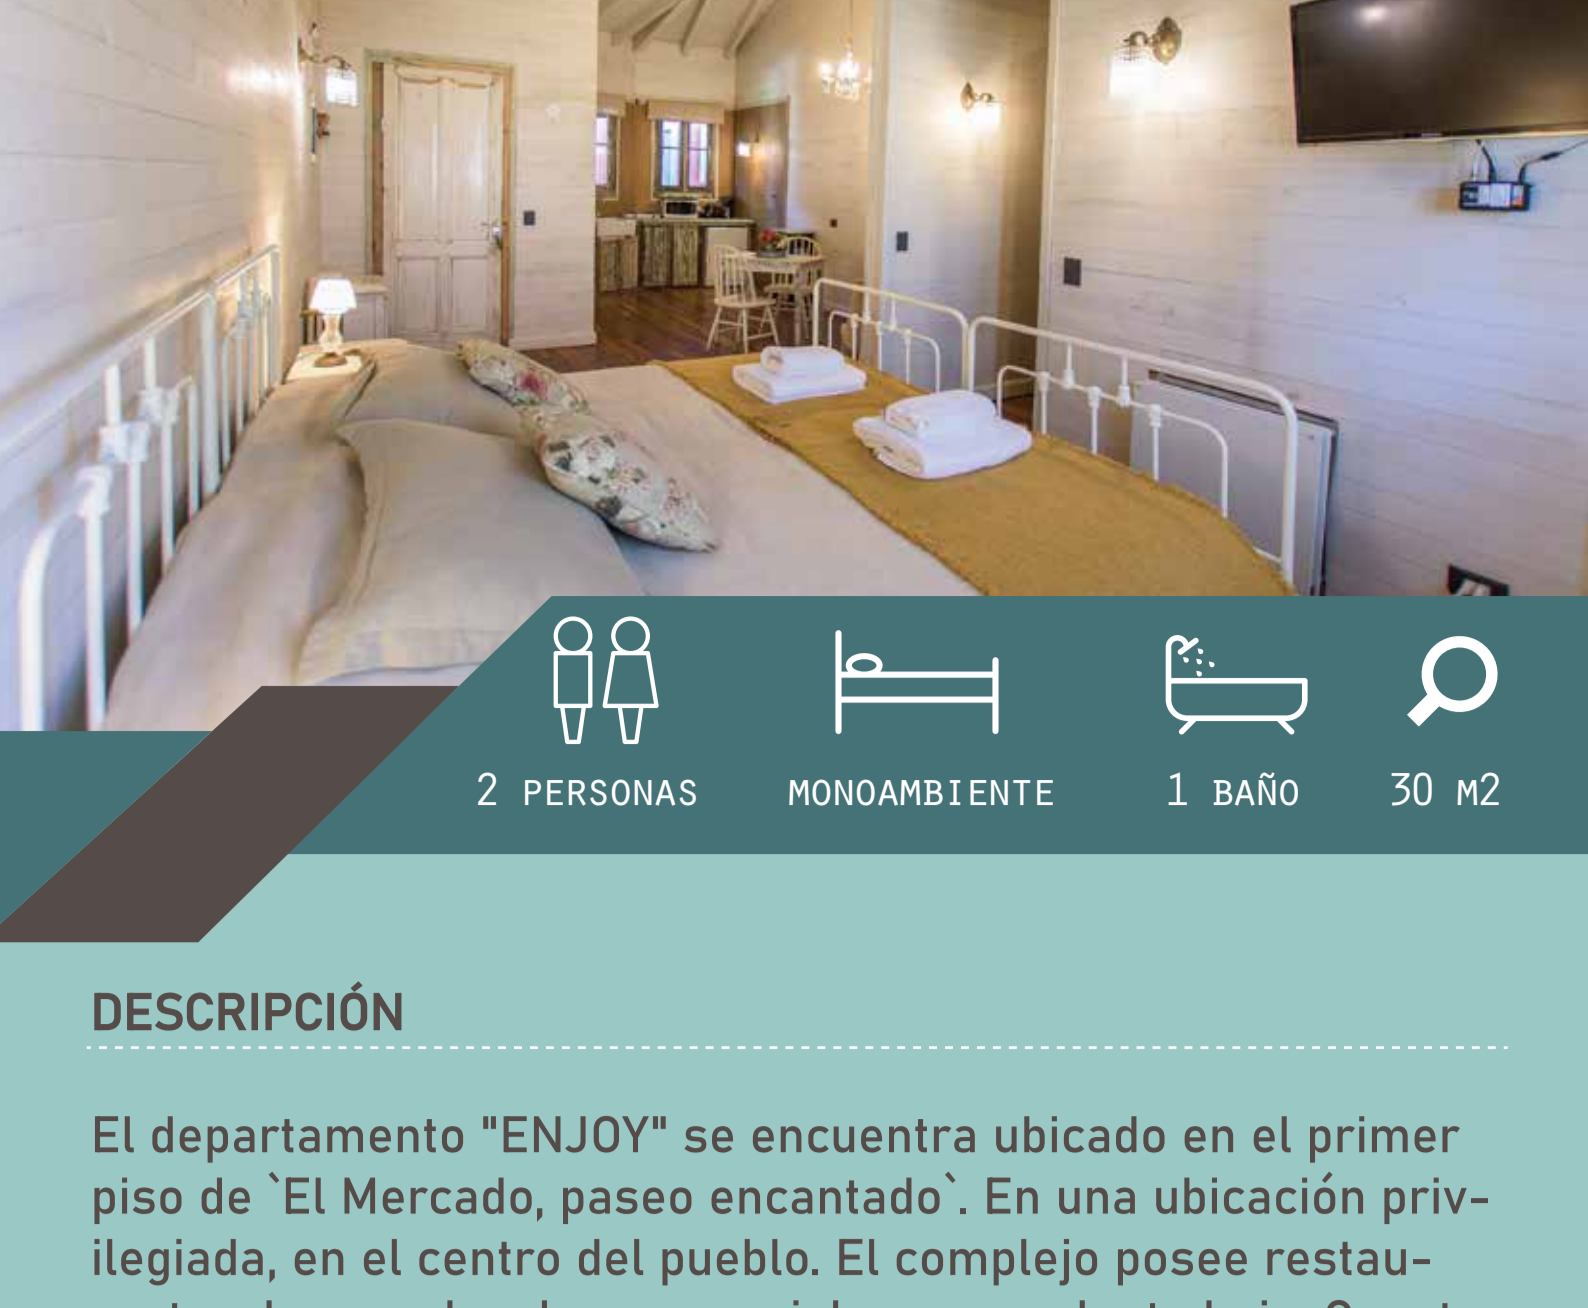 2 PERSONAS
MONOAMBIENTE
1 BAÑO
30 M2
DESCRIPCIÓN
El departamento "ENJOY" se encuentra ubicado en el primer
piso de `El Mercado, paseo encantado`. En una ubicación priv-
ilegiada, en el centro del pueblo. El complejo posee restau-